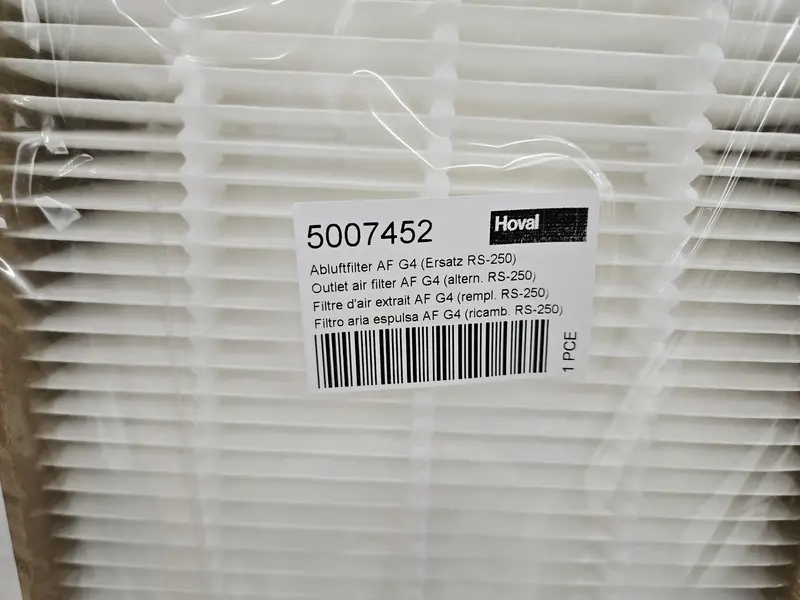 5007452
Hoval
Abluftfilter AF G4 (Ersatz RS-250)
Outlet air filter AF G4 (altern. RS-250)
Filtre d'air extrait AF G4 (rempl. RS-250)
Filtro aria espulsa AF G4 (ricamb. RS-250)
1 PCE